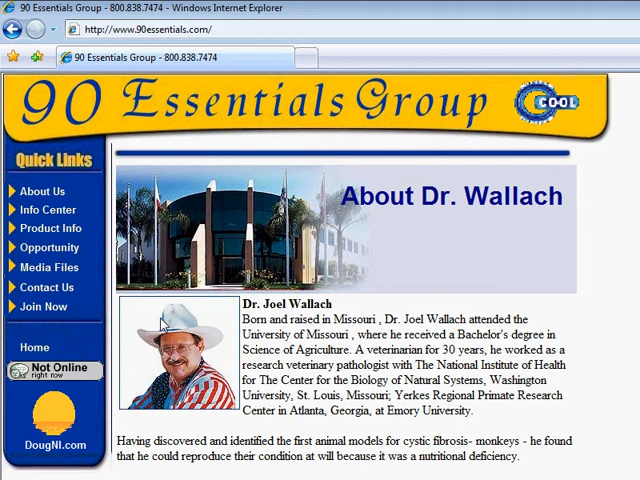 90 Essentials Group - 800.838.7474 - Windows Internet Explorer
http://www.90essentials.com/
90 Essentials Group - 800.838.7474
90 Essentials Group
COOL
Quick Links
About Us
Info Center
Product Info
Opportunity
Media Files
Contact Us
Join Now
Home
Not Online
right now
DougNI.com
About Dr. Wallach
Dr. Joel Wallach
Born and raised in Missouri , Dr. Joel Wallach attended the
University of Missouri , where he received a Bachelor's degree in
Science of Agriculture. A veterinarian for 30 years, he worked as a
research veterinary pathologist with The National Institute of Health
for The Center for the Biology of Natural Systems, Washington
University, St. Louis, Missouri; Yerkes Regional Primate Research
Center in Atlanta, Georgia, at Emory University.
Having discovered and identified the first animal models for cystic fibrosis- monkeys - he found
that he could reproduce their condition at will because it was a nutritional deficiency.